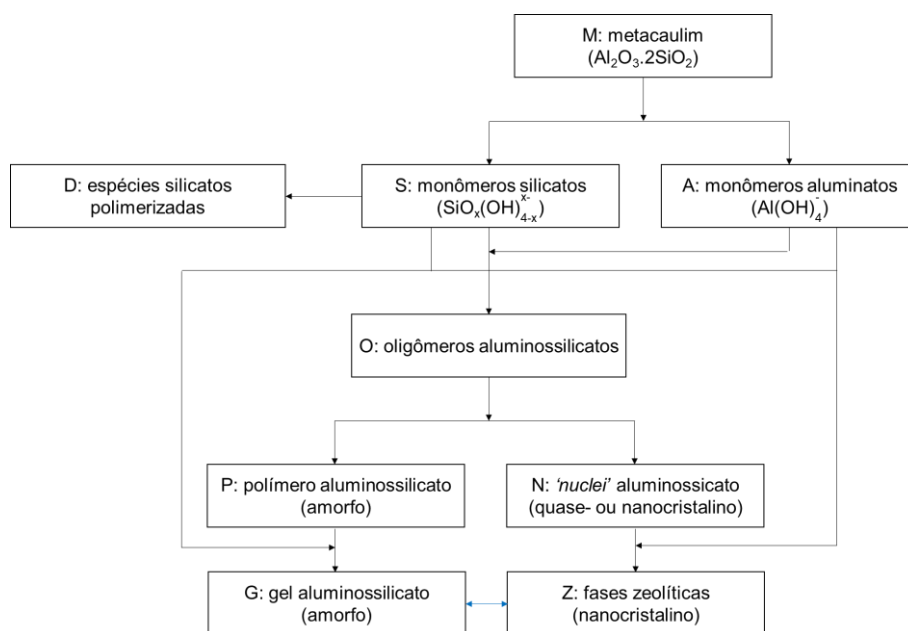 M: metacaulim
(Al₂O₃.2SiO₂)
D: espécies silicatos
polimerizadas
S: monômeros silicatos
(SiOₓ(OH)₄₋ₓˣ⁻)
A: monômeros aluminatos
(Al(OH)₄⁻)
O: oligômeros aluminossilicatos
P: polímero aluminossilicato
(amorfo)
N: ‘nuclei’ aluminossicato
(quase- ou nanocristalino)
G: gel aluminossilicato
(amorfo)
Z: fases zeolíticas
(nanocristalino)